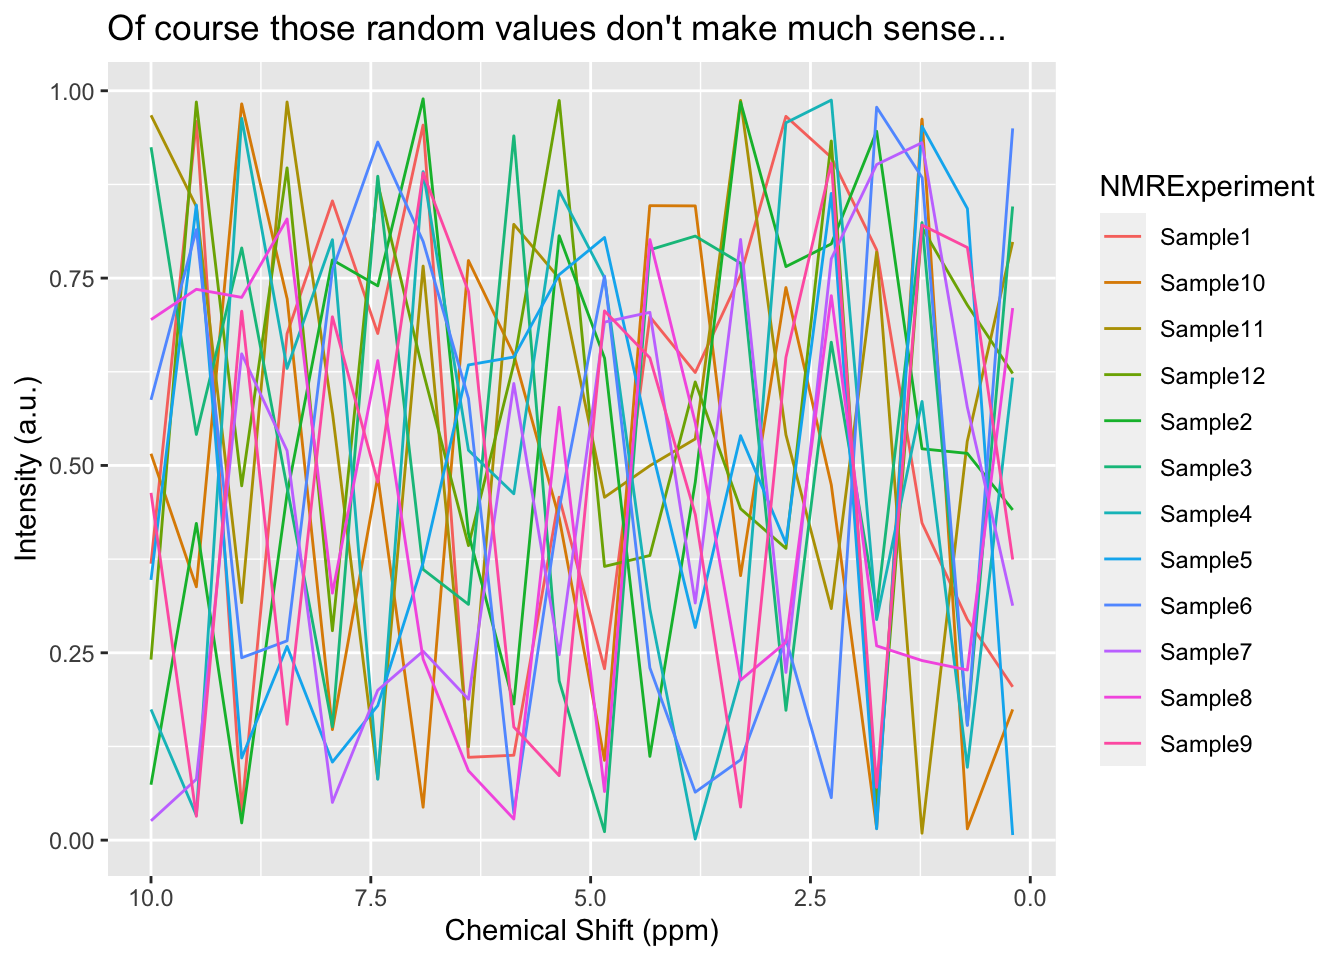 Of course those random values don't make much sense...
1.00
0.75
0.50
0.25
0.00
Intensity (a.u.)
10.0 7.5 5.0 2.5 0.0
Chemical Shift (ppm)
NMRExperiment
Sample1
Sample10
Sample11
Sample12
Sample2
Sample3
Sample4
Sample5
Sample6
Sample7
Sample8
Sample9